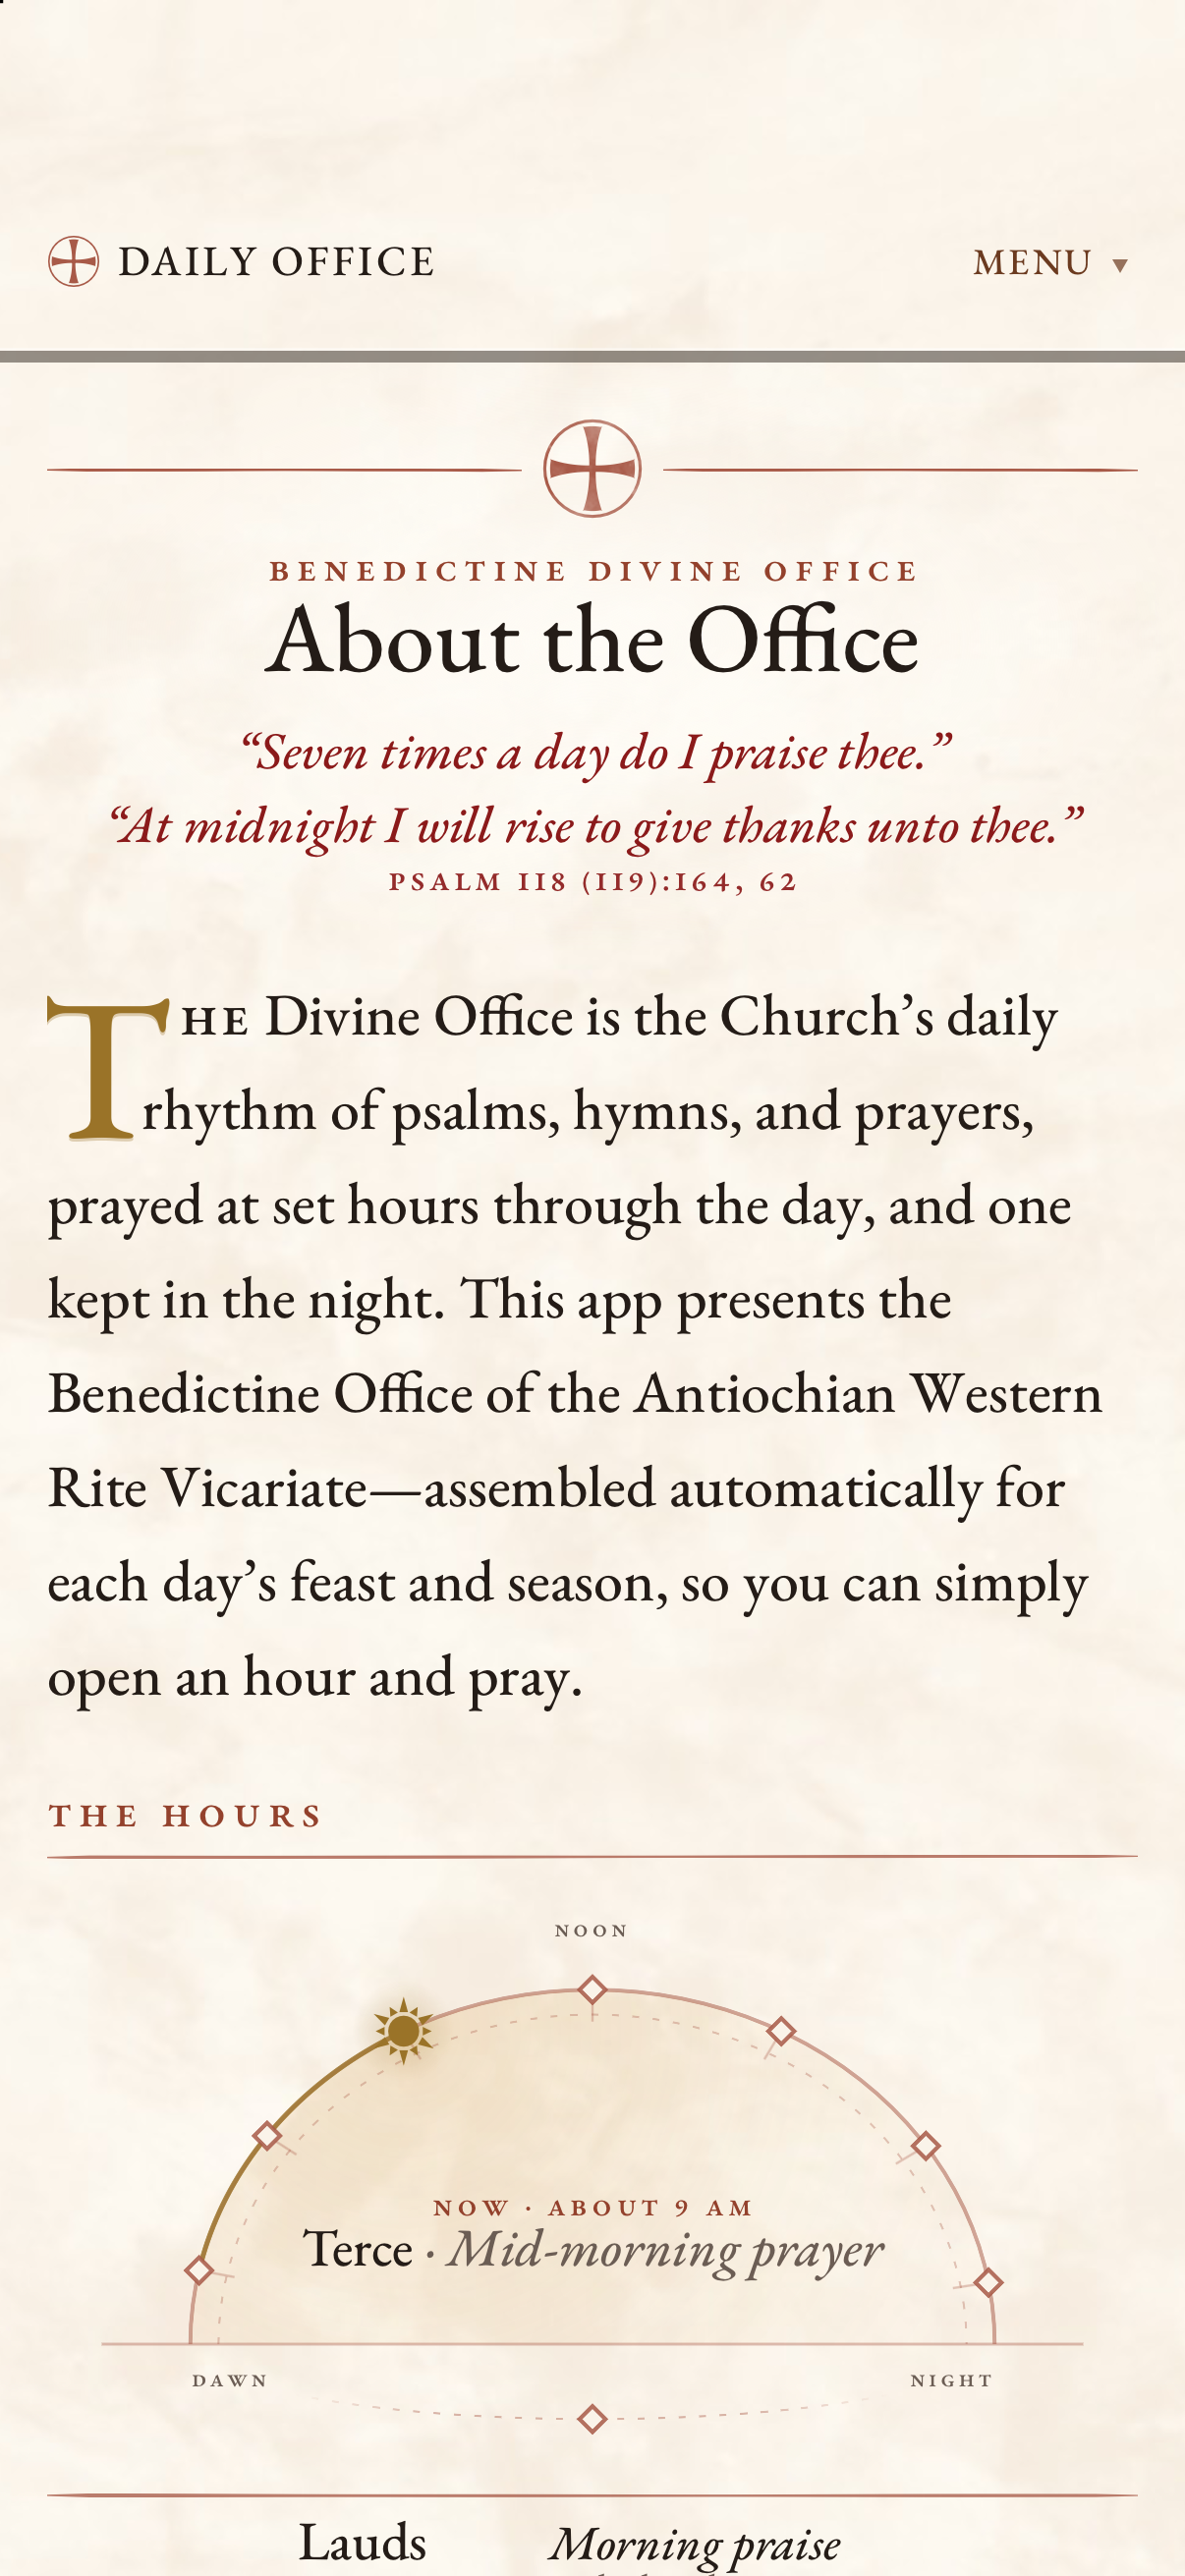 DAILY OFFICE
MENU ▼
BENEDICTINE DIVINE OFFICE
About the Office
“Seven times a day do I praise thee.”
“At midnight I will rise to give thanks unto thee.”
PSALM 118 (119):164, 62
THE Divine Office is the Church’s daily
rhythm of psalms, hymns, and prayers,
prayed at set hours through the day, and one
kept in the night. This app presents the
Benedictine Office of the Antiochian Western
Rite Vicariate—assembled automatically for
each day’s feast and season, so you can simply
open an hour and pray.
THE HOURS
NOON
NOW · ABOUT 9 AM
Terce · Mid-morning prayer
DAWN
NIGHT
Lauds
Morning praise